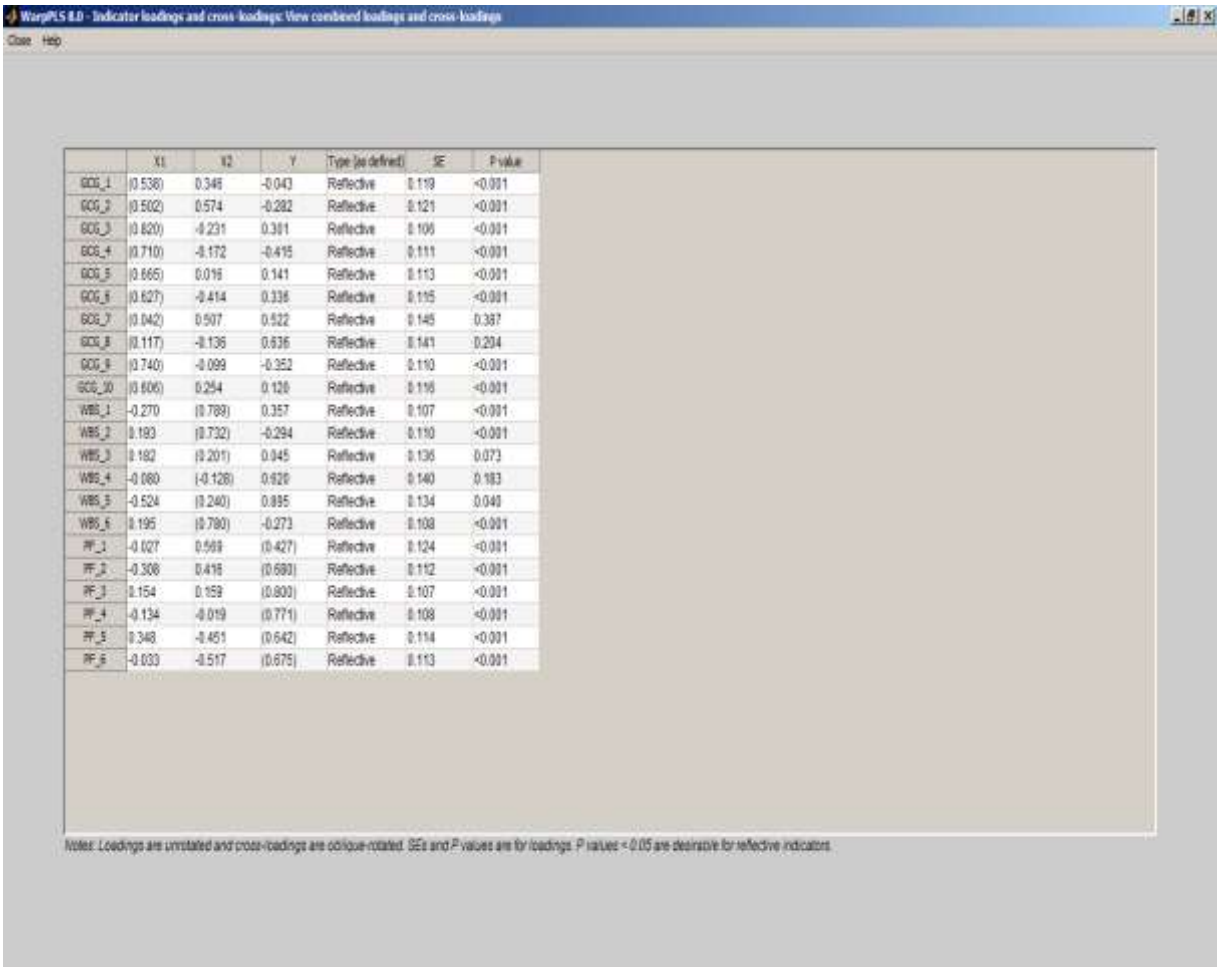 WarpPLS 8.0 - Indicator loadings and cross-loadings: View combined loadings and cross-loadings
Close Help
X1 X2 Y Type (as defined) SE P value
GCG_1 (0.538) 0.346 -0.043 Reflective 0.119 <0.001
GCG_2 (0.502) 0.574 -0.282 Reflective 0.121 <0.001
GCG_3 (0.820) -0.231 0.301 Reflective 0.106 <0.001
GCG_4 (0.710) -0.172 -0.415 Reflective 0.111 <0.001
GCG_5 (0.665) 0.016 0.141 Reflective 0.113 <0.001
GCG_6 (0.627) -0.414 0.336 Reflective 0.115 <0.001
GCG_7 (0.042) 0.507 0.522 Reflective 0.145 0.387
GCG_8 (0.117) -0.136 0.636 Reflective 0.141 0.204
GCG_9 (0.740) -0.099 -0.352 Reflective 0.110 <0.001
GCG_10 (0.606) 0.254 0.120 Reflective 0.116 <0.001
WBS_1 -0.270 (0.789) 0.357 Reflective 0.107 <0.001
WBS_2 0.193 (0.732) -0.294 Reflective 0.110 <0.001
WBS_3 0.182 (0.201) 0.045 Reflective 0.136 0.073
WBS_4 -0.080 (-0.128) 0.620 Reflective 0.140 0.183
WBS_5 -0.524 (0.240) 0.895 Reflective 0.134 0.040
WBS_6 0.195 (0.780) -0.273 Reflective 0.108 <0.001
PF_1 -0.027 0.569 (0.427) Reflective 0.124 <0.001
PF_2 -0.308 0.416 (0.680) Reflective 0.112 <0.001
PF_3 0.154 0.159 (0.800) Reflective 0.107 <0.001
PF_4 -0.134 -0.019 (0.771) Reflective 0.108 <0.001
PF_5 0.348 -0.451 (0.642) Reflective 0.114 <0.001
PF_6 -0.033 -0.517 (0.675) Reflective 0.113 <0.001
Notes: Loadings are unrotated and cross-loadings are oblique-rotated. SEs and P values are for loadings. P values < 0.05 are desirable for reflective indicators.